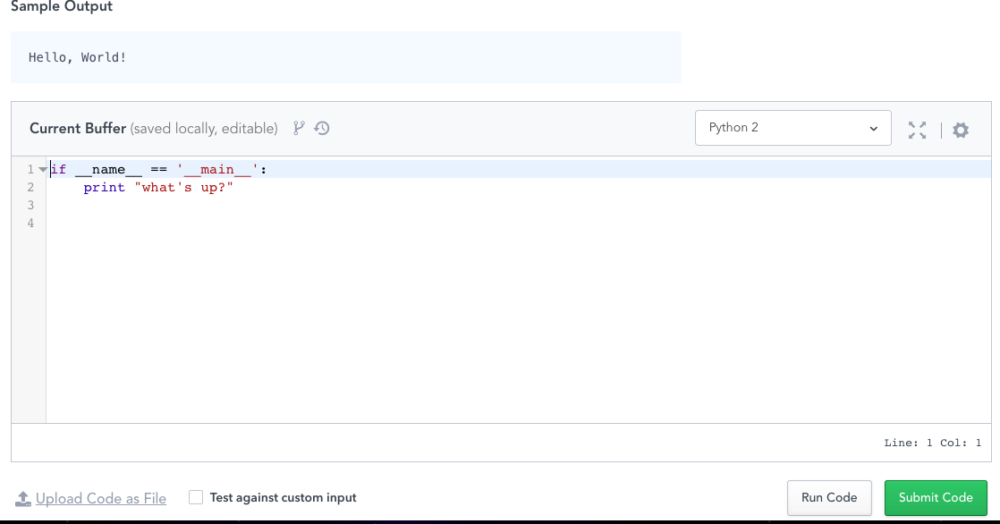 Sample Output
Hello, World!
Current Buffer (saved locally, editable)
Python 2
1 if __name__ == '__main__':
2     print "what's up?"
3
4
Line: 1 Col: 1
Upload Code as File
Test against custom input
Run Code
Submit Code